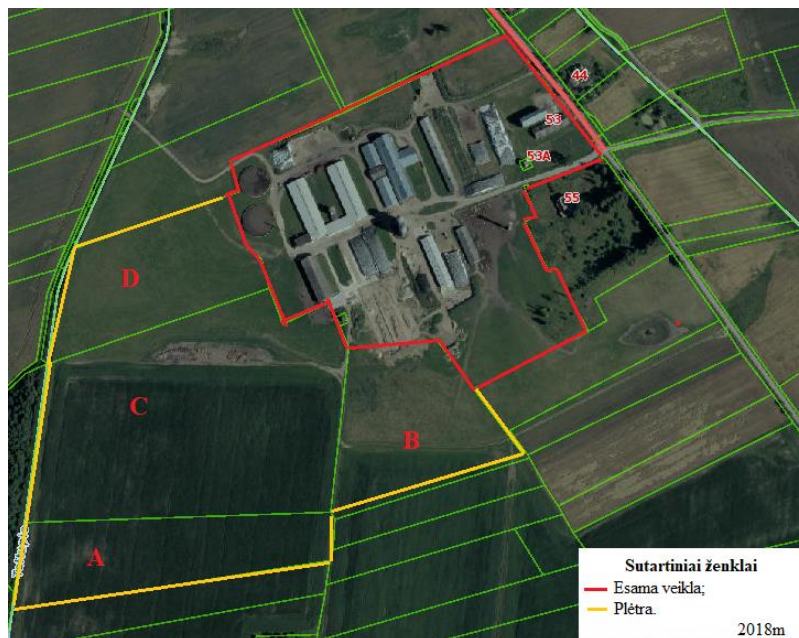 44
53
53A
55
D
C
B
A
Sutartiniai ženklai
Esama veikla;
Plėtra.
2018m